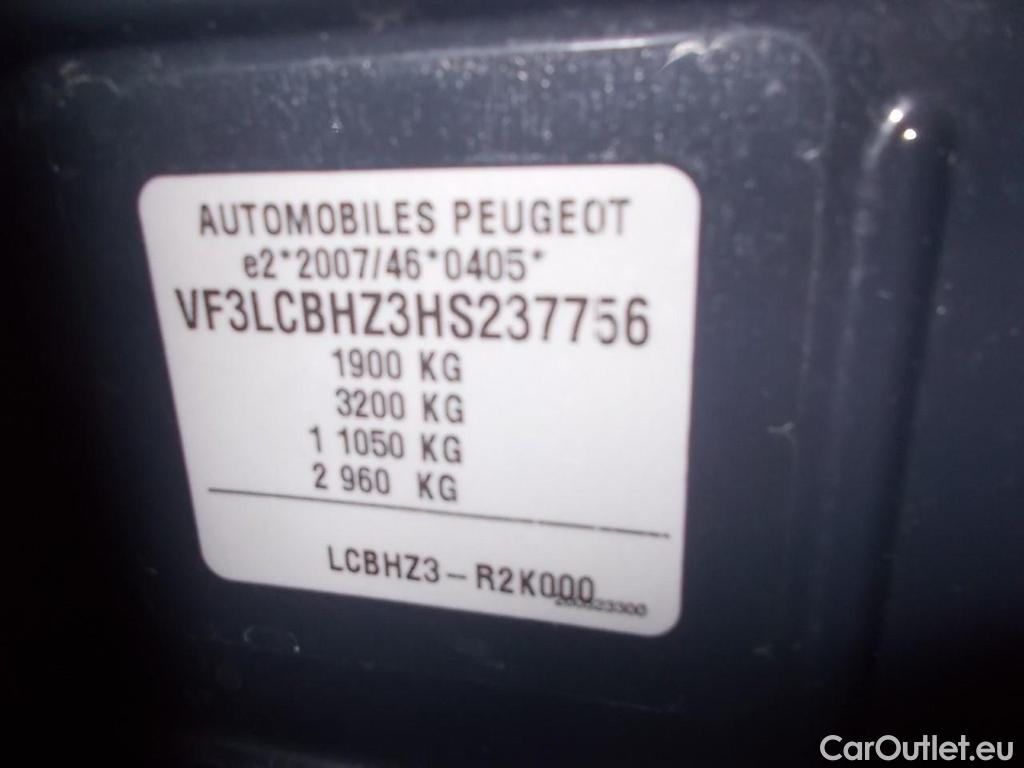 AUTOMOBILES PEUGEOT
e2*2007/46*0405*
VF3LCBHZ3HS237756
1900 KG
3200 KG
1 1050 KG
2 960 KG
LCBHZ3-R2K000
CarOutlet.eu